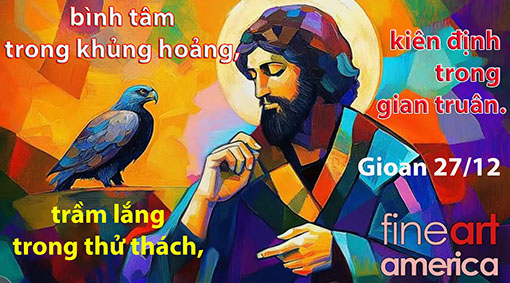 bình tâm
trong khủng hoảng,
kiên định
trong
gian truân.
Gioan 27/12
trầm lắng
trong thử thách,
fineart
america